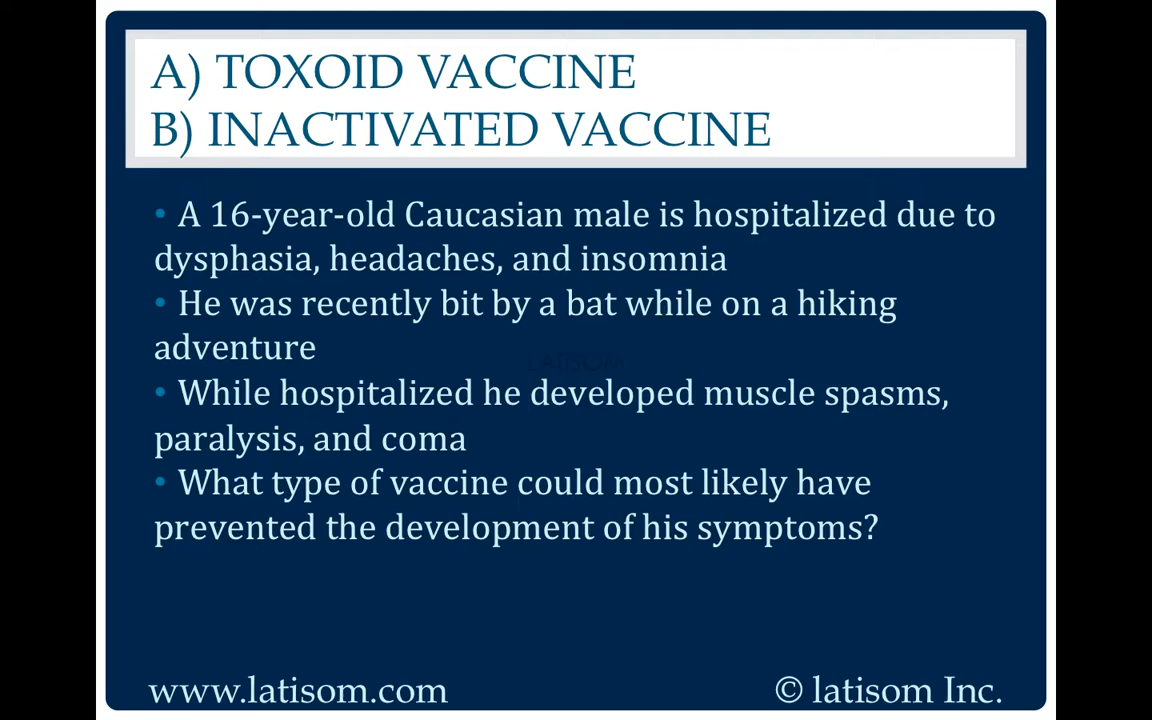 A) TOXOID VACCINE
B) INACTIVATED VACCINE
• A 16-year-old Caucasian male is hospitalized due to
dysphasia, headaches, and insomnia
• He was recently bit by a bat while on a hiking
adventure
LATISOM
• While hospitalized he developed muscle spasms,
paralysis, and coma
• What type of vaccine could most likely have
prevented the development of his symptoms?
www.latisom.com
© latisom Inc.